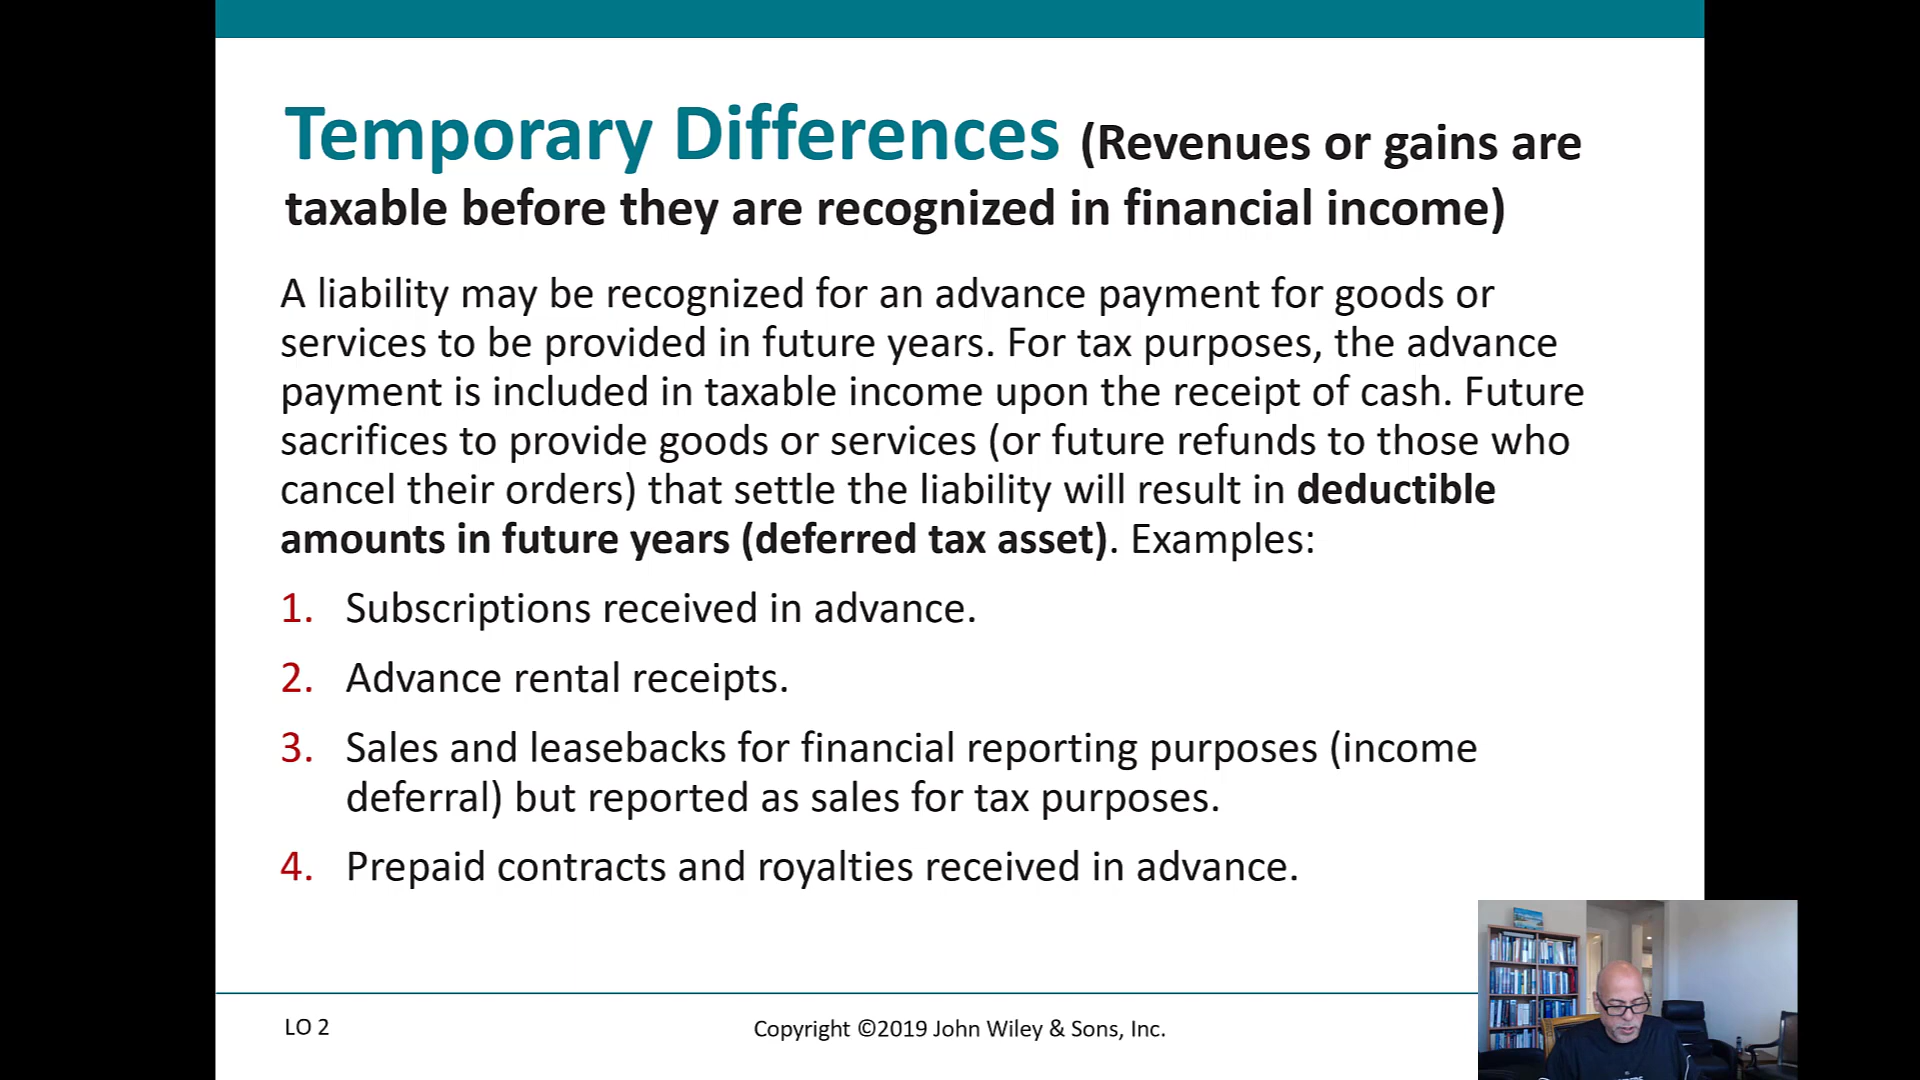 Temporary Differences (Revenues or gains are
taxable before they are recognized in financial income)
A liability may be recognized for an advance payment for goods or
services to be provided in future years. For tax purposes, the advance
payment is included in taxable income upon the receipt of cash. Future
sacrifices to provide goods or services (or future refunds to those who
cancel their orders) that settle the liability will result in deductible
amounts in future years (deferred tax asset). Examples:
1. Subscriptions received in advance.
2. Advance rental receipts.
3. Sales and leasebacks for financial reporting purposes (income
deferral) but reported as sales for tax purposes.
4. Prepaid contracts and royalties received in advance.
LO 2
Copyright ©2019 John Wiley & Sons, Inc.